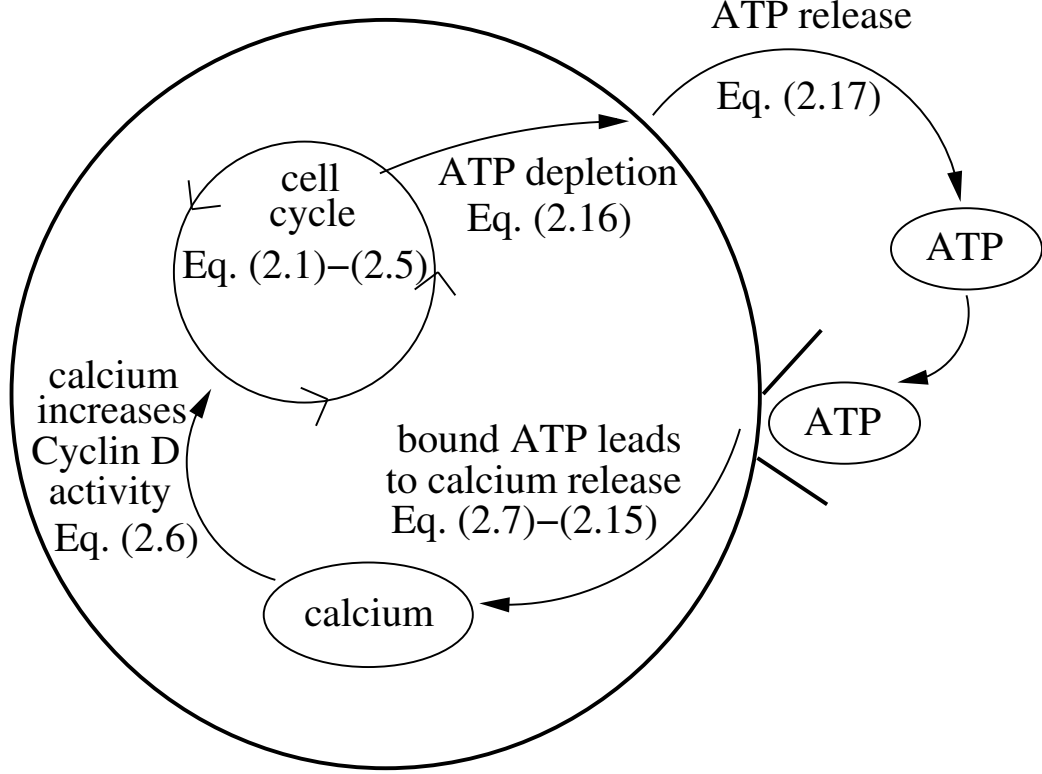 ATP release
Eq. (2.17)
cell
cycle
Eq. (2.1)−(2.5)
ATP depletion
Eq. (2.16)
ATP
ATP
calcium
increases
Cyclin D
activity
Eq. (2.6)
bound ATP leads
to calcium release
Eq. (2.7)−(2.15)
calcium